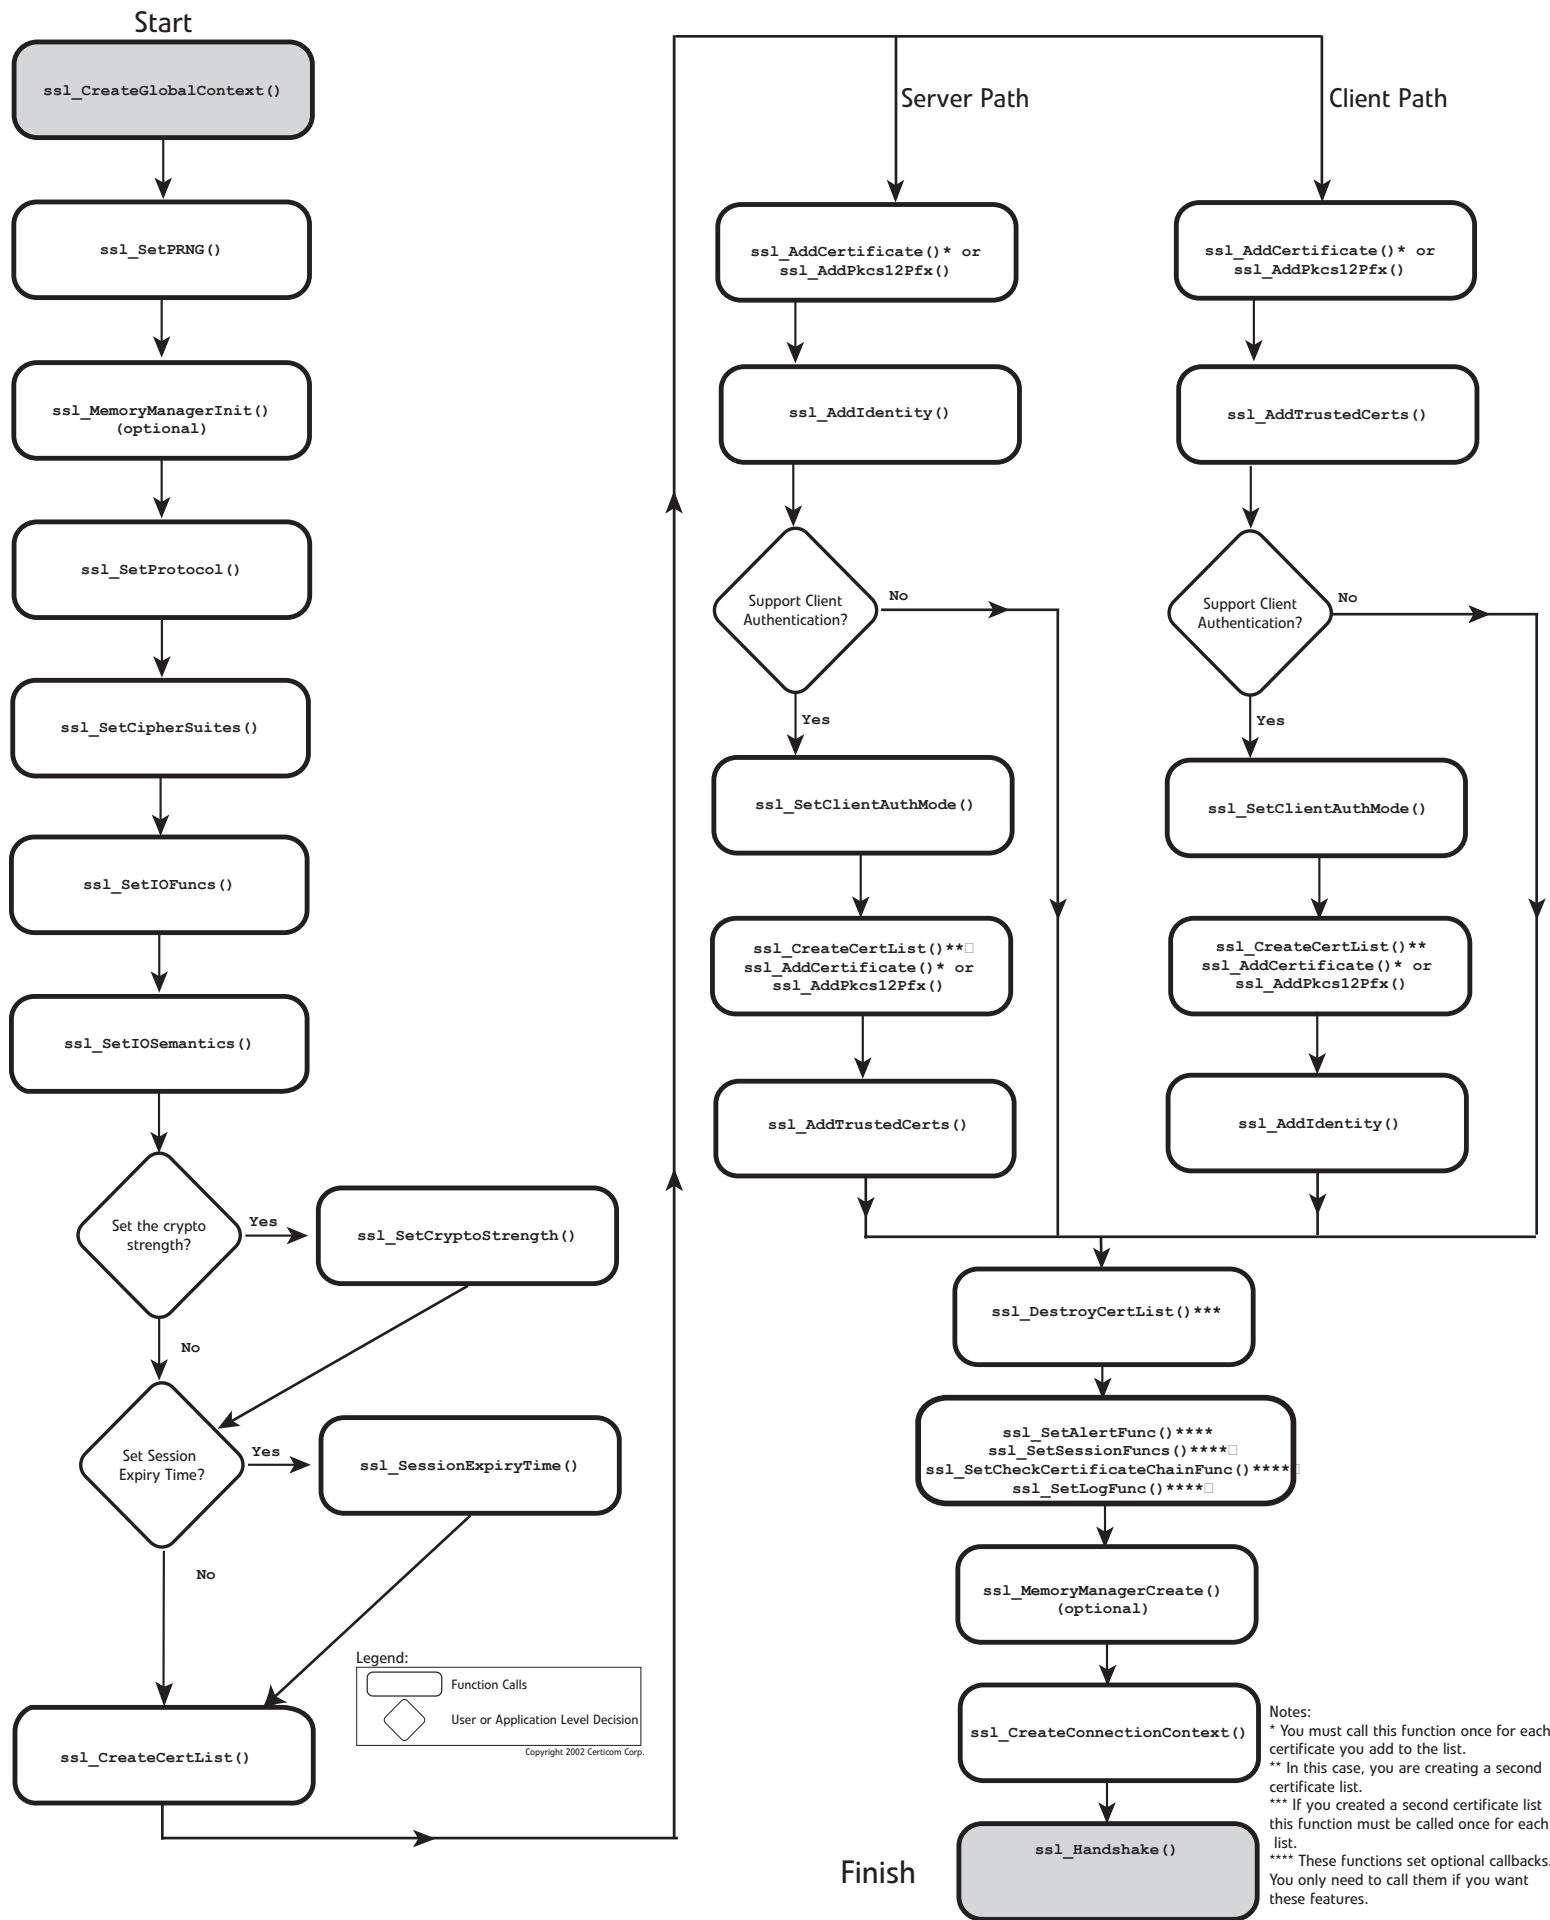 Start
ssl_CreateGlobalContext()
ssl_SetPRNG()
ssl_MemoryManagerInit()
(optional)
ssl_SetProtocol()
ssl_SetCipherSuites()
ssl_SetIOFuncs()
ssl_SetIOSemantics()
Set the crypto
strength?
Yes
ssl_SetCryptoStrength()
No
Set Session
Expiry Time?
Yes
ssl_SessionExpiryTime()
No
ssl_CreateCertList()
Legend:
Function Calls
User or Application Level Decision
Copyright 2002 Certicom Corp.
Server Path
ssl_AddCertificate()* or
ssl_AddPkcs12Pfx()
ssl_AddIdentity()
Support Client
Authentication?
No
Yes
ssl_SetClientAuthMode()
ssl_CreateCertList()**
ssl_AddCertificate()* or
ssl_AddPkcs12Pfx()
ssl_AddTrustedCerts()
Client Path
ssl_AddCertificate()* or
ssl_AddPkcs12Pfx()
ssl_AddTrustedCerts()
Support Client
Authentication?
No
Yes
ssl_SetClientAuthMode()
ssl_CreateCertList()**
ssl_AddCertificate()* or
ssl_AddPkcs12Pfx()
ssl_AddIdentity()
ssl_DestroyCertList()***
ssl_SetAlertFunc()****
ssl_SetSessionFuncs()****
ssl_SetCheckCertificateChainFunc()****
ssl_SetLogFunc()****
ssl_MemoryManagerCreate()
(optional)
ssl_CreateConnectionContext()
ssl_Handshake()
Finish
Notes:
* You must call this function once for each
certificate you add to the list.
** In this case, you are creating a second
certificate list.
*** If you created a second certificate list
this function must be called once for each
list.
**** These functions set optional callbacks.
You only need to call them if you want
these features.